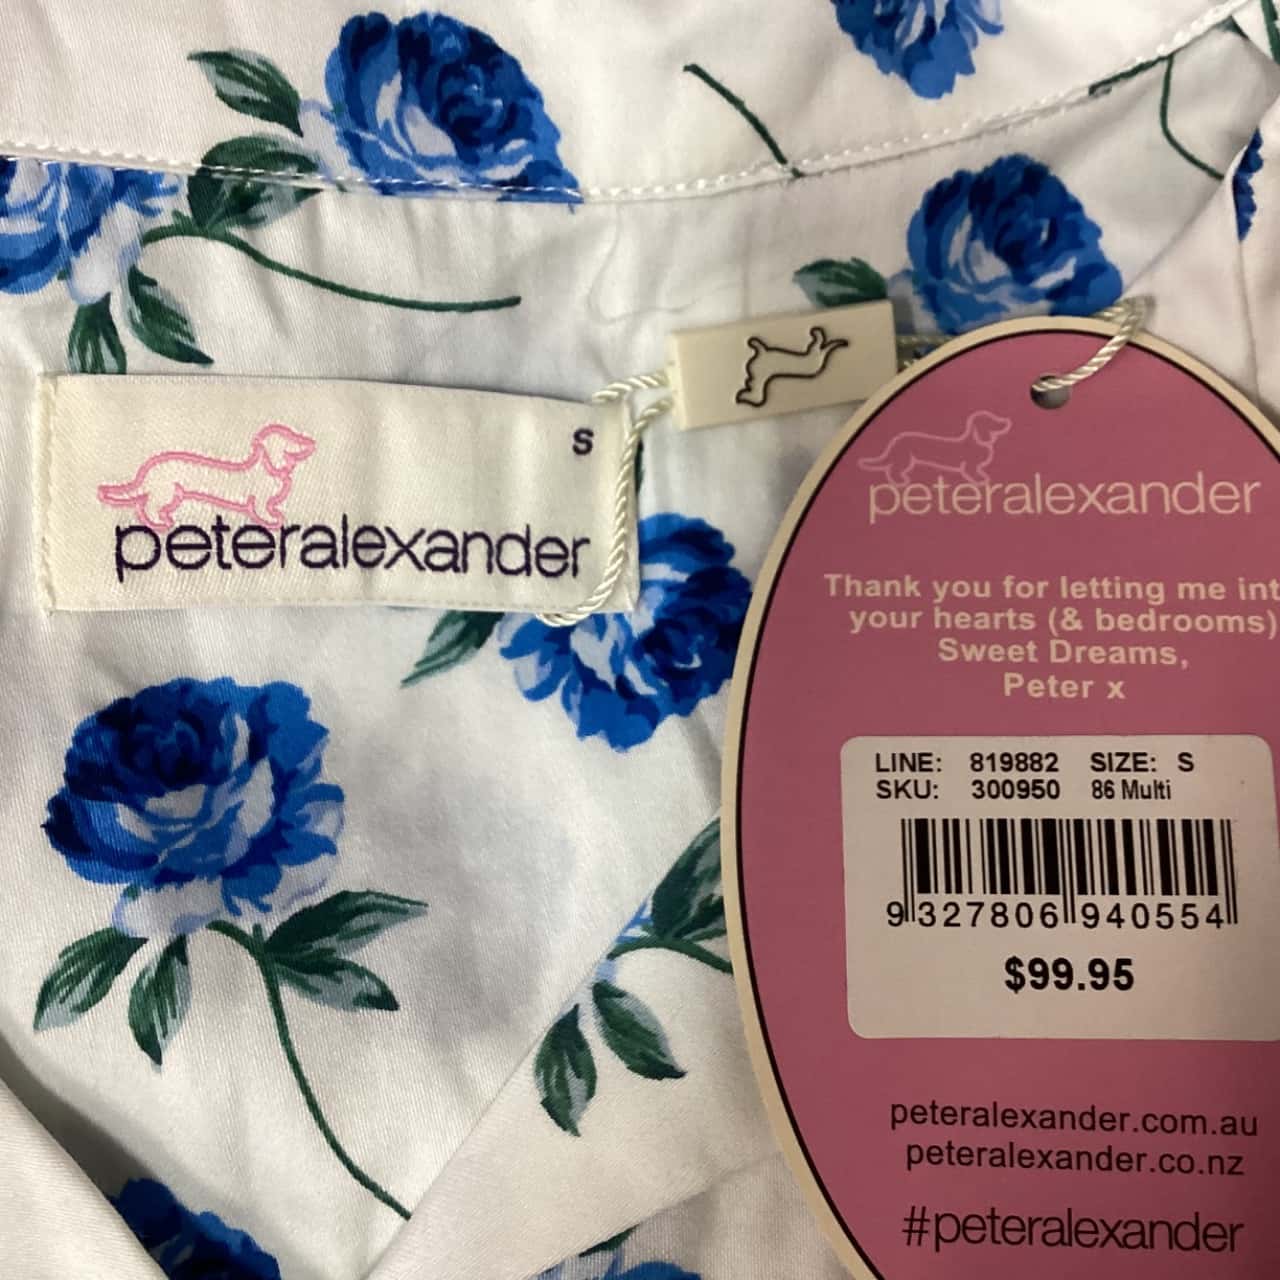 S
peteralexander
peteralexander
Thank you for letting me int
your hearts (& bedrooms)
Sweet Dreams,
Peter x
LINE: 819882 SIZE: S
SKU: 300950 86 Multi
9 327806 940554
$99.95
peteralexander.com.au
peteralexander.co.nz
#peteralexander